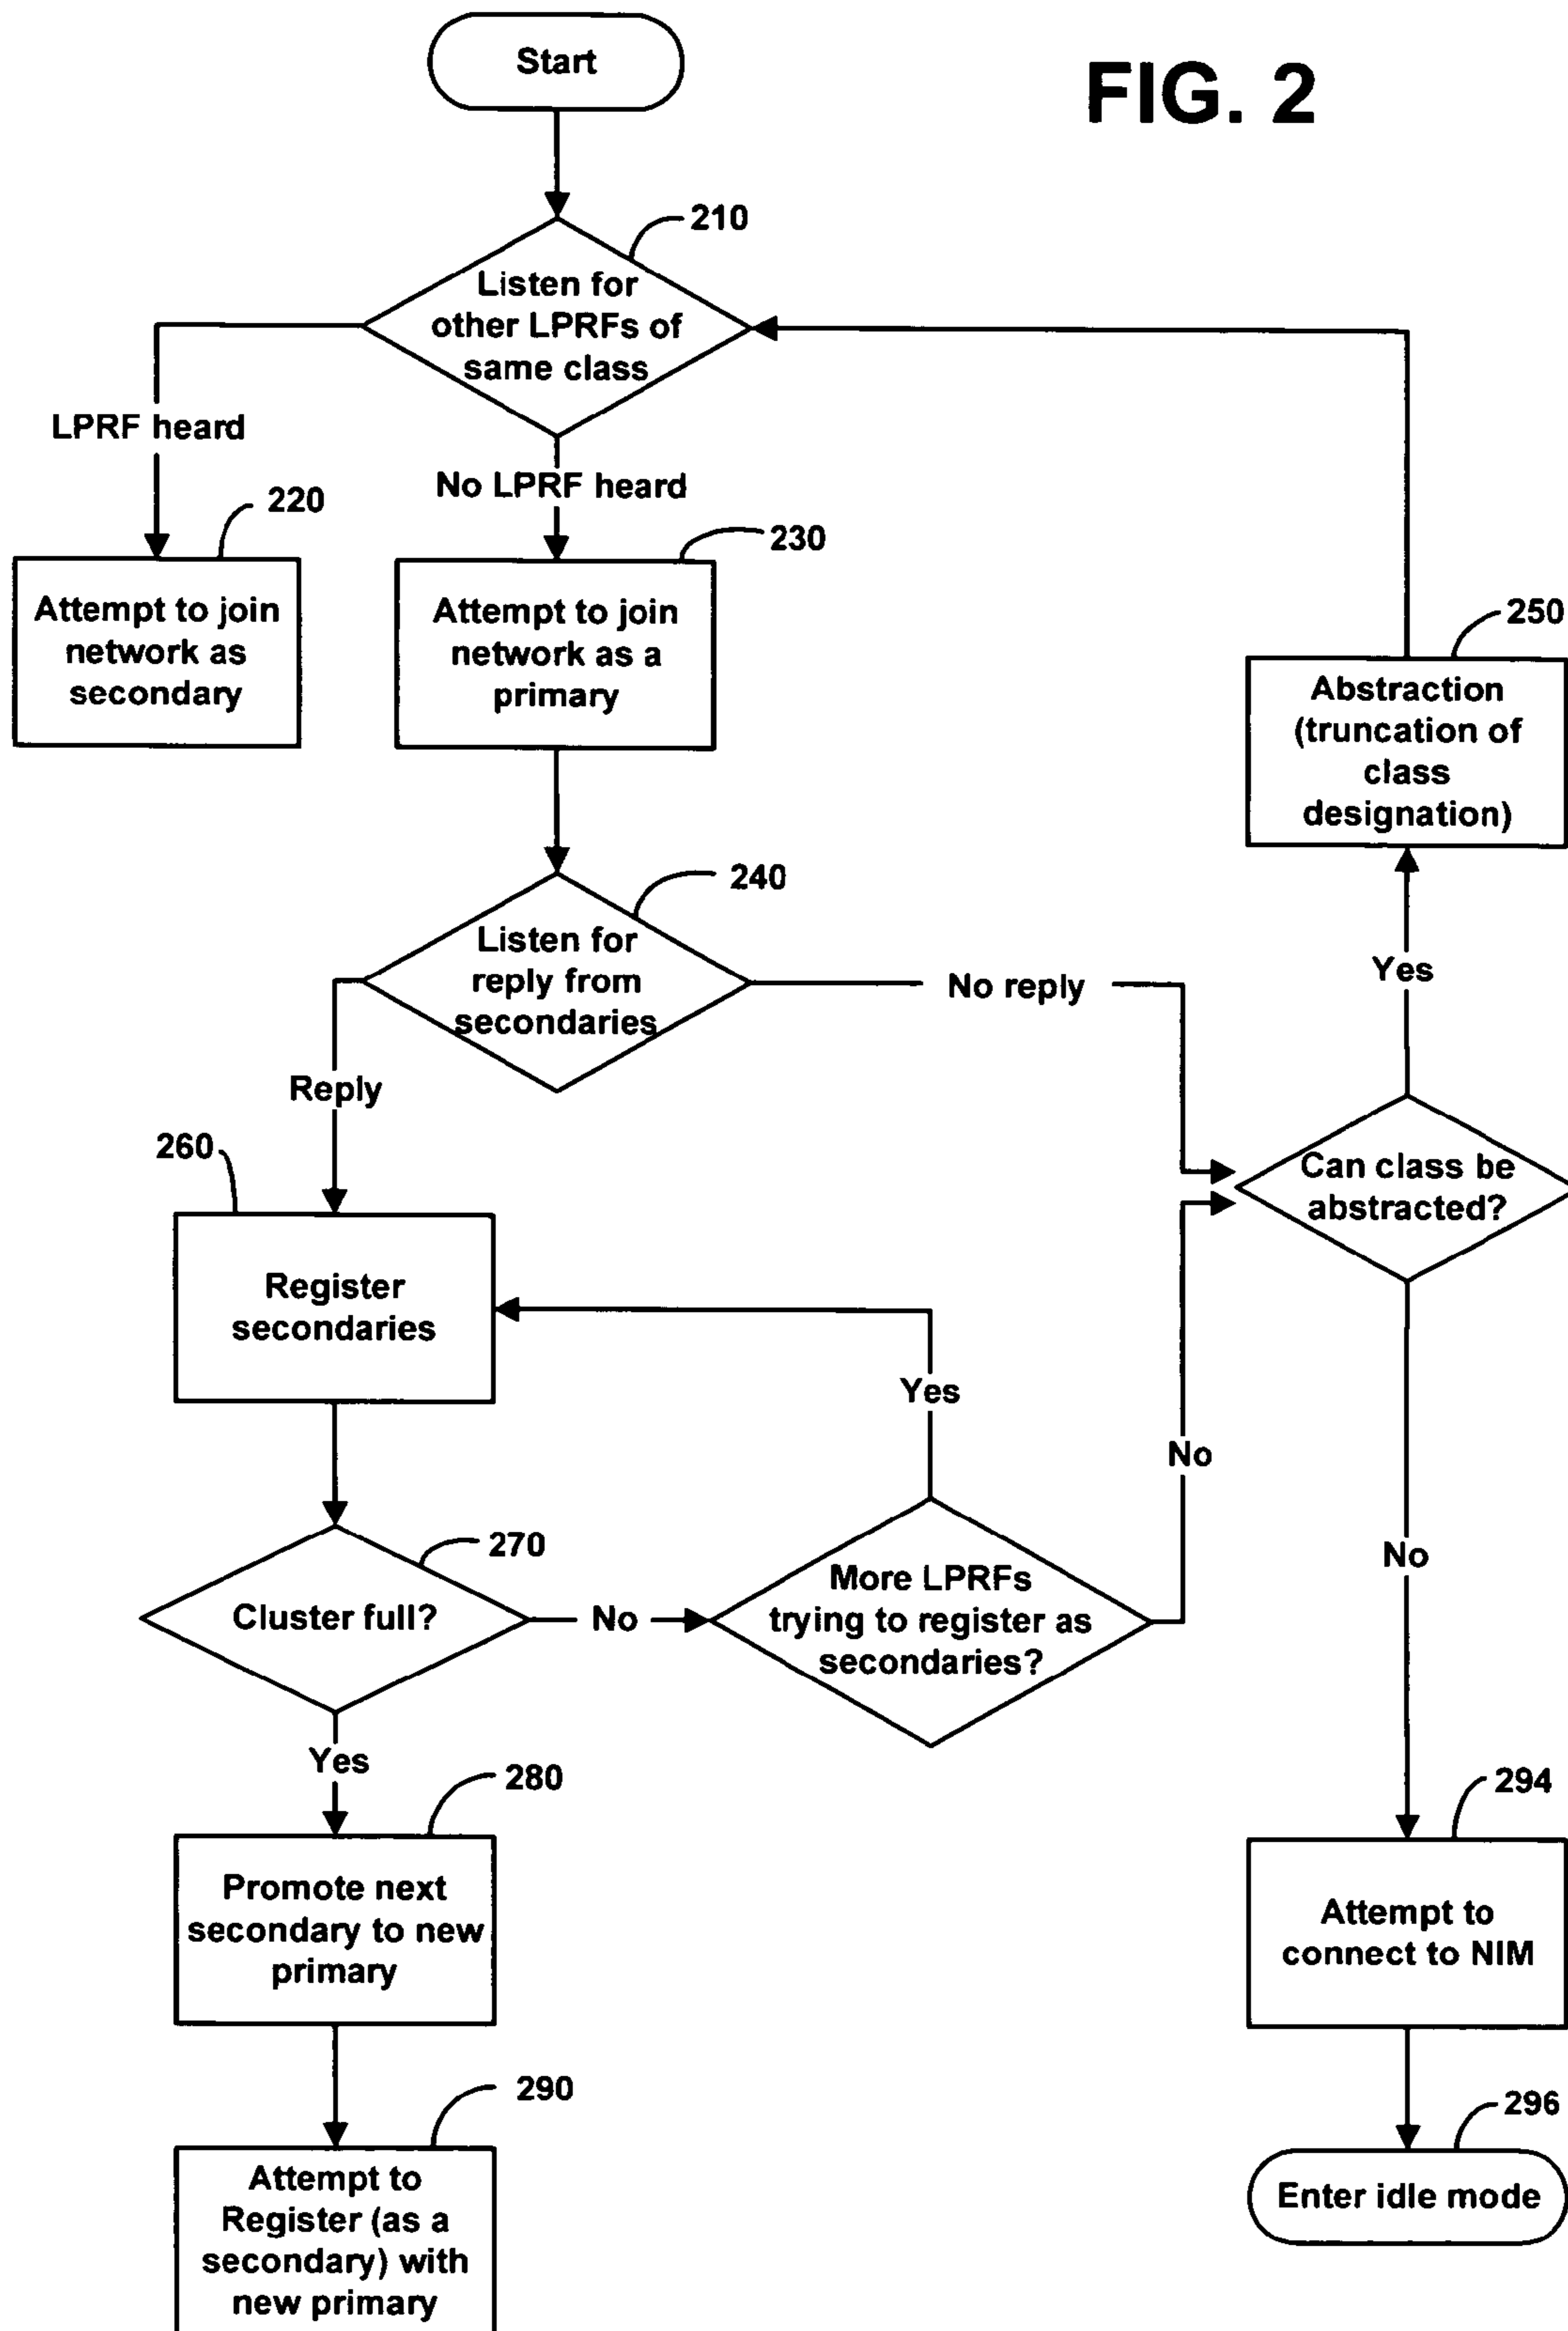 Start
FIG. 2
210
Listen for
other LPRFs of
same class
LPRF heard
No LPRF heard
220
230
Attempt to join
network as
secondary
Attempt to join
network as a
primary
250
Abstraction
(truncation of
class
designation)
240
Listen for
reply from
secondaries
No reply
Yes
Reply
260
Can class be
abstracted?
Register
secondaries
Yes
No
270
No
Cluster full?
No
More LPRFs
trying to register as
secondaries?
Yes
280
294
Promote next
secondary to new
primary
Attempt to
connect to NIM
290
296
Attempt to
Register (as a
secondary) with
new primary
Enter idle mode